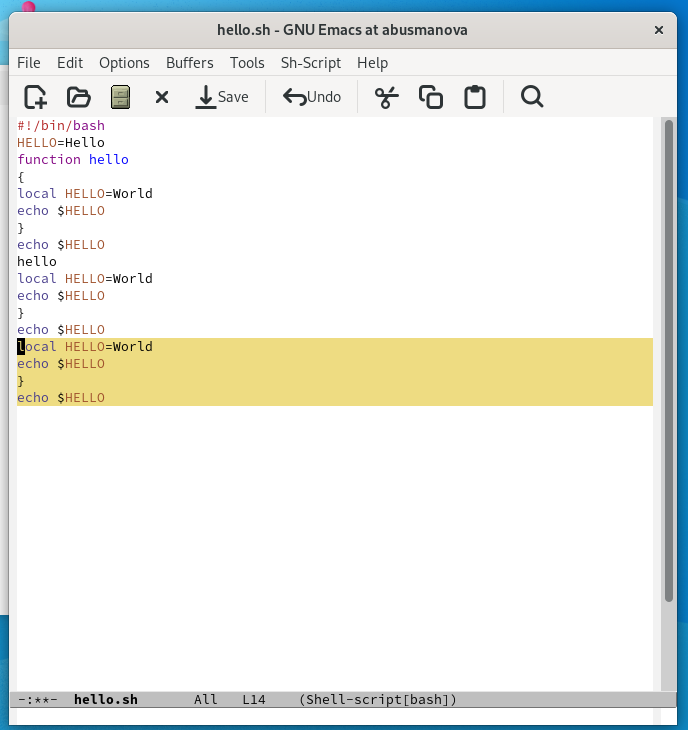 hello.sh - GNU Emacs at abusmanova ×
File Edit Options Buffers Tools Sh-Script Help
Save Undo
#!/bin/bash
HELLO=Hello
function hello
{
local HELLO=World
echo $HELLO
}
echo $HELLO
hello
local HELLO=World
echo $HELLO
}
echo $HELLO
local HELLO=World
echo $HELLO
}
echo $HELLO
-:**- hello.sh All L14 (Shell-script[bash])